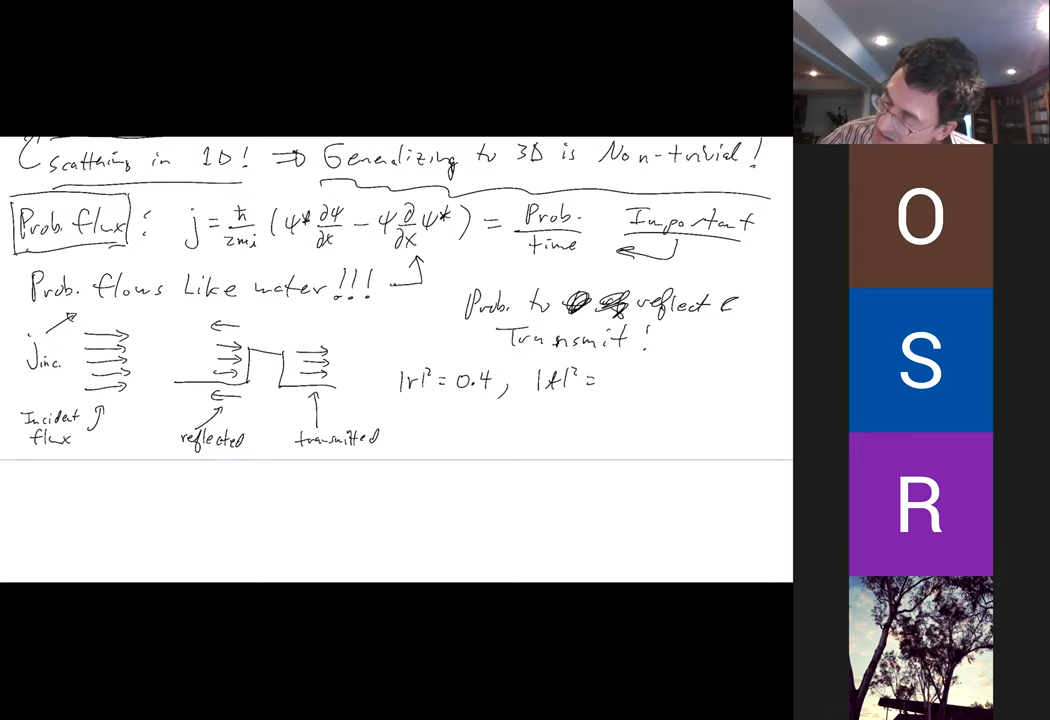 scattering in 1D! ⇒ Generalizing to 3D is Non-trivial!
Prob. flux : j = ħ/2mi (ψ* ∂ψ/∂x − ψ ∂/∂x ψ*) = Prob./time Important
Prob. flows Like water!!!
Prob. to reflect
Transmit!
jinc.
|r|² = 0.4, |t|² =
Incident
flux
reflected
transmitted
O
S
R